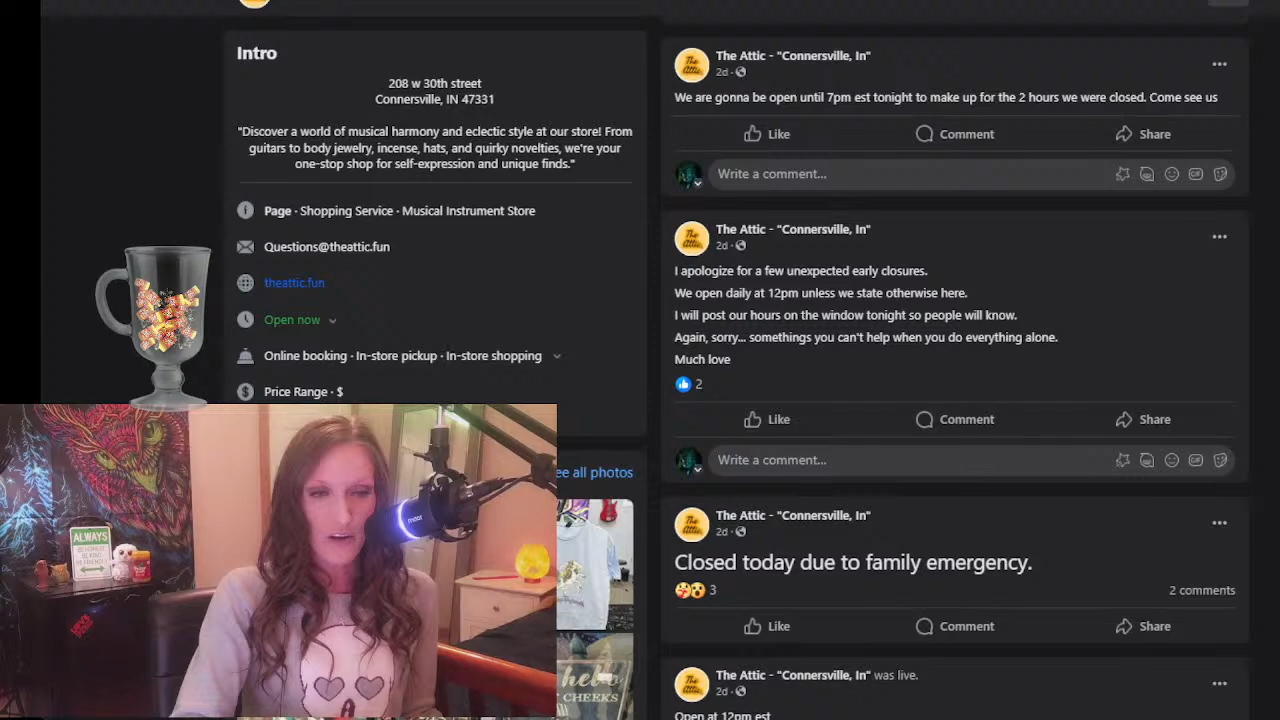 Intro
208 w 30th street
Connersville, IN 47331
"Discover a world of musical harmony and eclectic style at our store! From
guitars to body jewelry, incense, hats, and quirky novelties, we're your
one-stop shop for self-expression and unique finds."
Page · Shopping Service · Musical Instrument Store
Questions@theattic.fun
theattic.fun
Open now
Online booking · In-store pickup · In-store shopping
Price Range · $
ee all photos
hello
CHEEKS
ALWAYS
BE HONEST
BE KIND
BE FRIENDLY
The Attic - "Connersville, In"
2d ·
We are gonna be open until 7pm est tonight to make up for the 2 hours we were closed. Come see us
Like Comment Share
Write a comment...
The Attic - "Connersville, In"
2d ·
I apologize for a few unexpected early closures.
We open daily at 12pm unless we state otherwise here.
I will post our hours on the window tonight so people will know.
Again, sorry... somethings you can't help when you do everything alone.
Much love
2
Like Comment Share
Write a comment...
The Attic - "Connersville, In"
2d ·
Closed today due to family emergency.
3 2 comments
Like Comment Share
The Attic - "Connersville, In" was live.
2d ·
Open at 12pm est